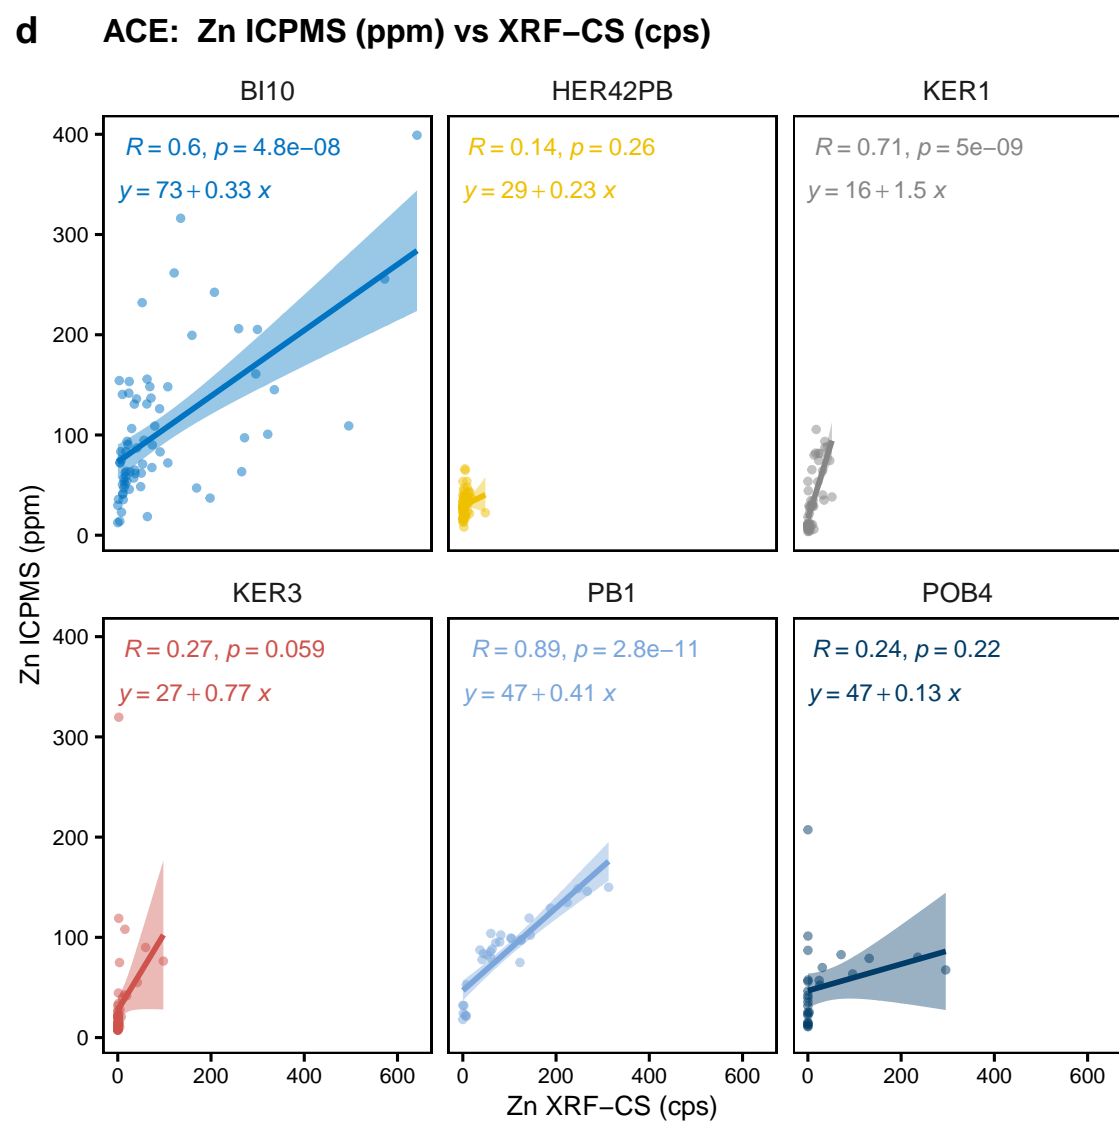 d ACE: Zn ICPMS (ppm) vs XRF−CS (cps)
BI10 HER42PB KER1
R = 0.6, p = 4.8e−08 R = 0.14, p = 0.26 R = 0.71, p = 5e−09
y = 73 + 0.33 x y = 29 + 0.23 x y = 16 + 1.5 x
400
300
200
100
0
Zn ICPMS (ppm)
KER3 PB1 POB4
R = 0.27, p = 0.059 R = 0.89, p = 2.8e−11 R = 0.24, p = 0.22
y = 27 + 0.77 x y = 47 + 0.41 x y = 47 + 0.13 x
400
300
200
100
0
0 200 400 600 0 200 400 600 0 200 400 600
Zn XRF−CS (cps)